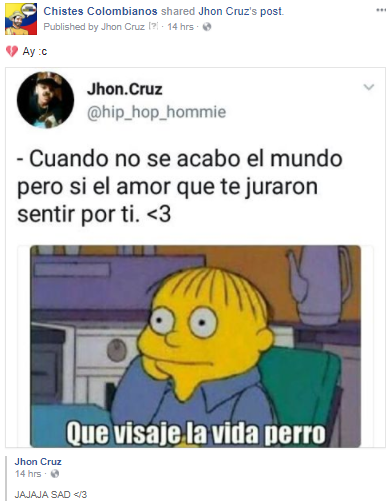 Chistes Colombianos shared Jhon Cruz's post.
Published by Jhon Cruz [?] · 14 hrs ·
💔 Ay :c
Jhon.Cruz
@hip_hop_hommie
- Cuando no se acabo el mundo
pero si el amor que te juraron
sentir por ti. <3
Que visaje la vida perro
Jhon Cruz
14 hrs ·
JAJAJA SAD </3